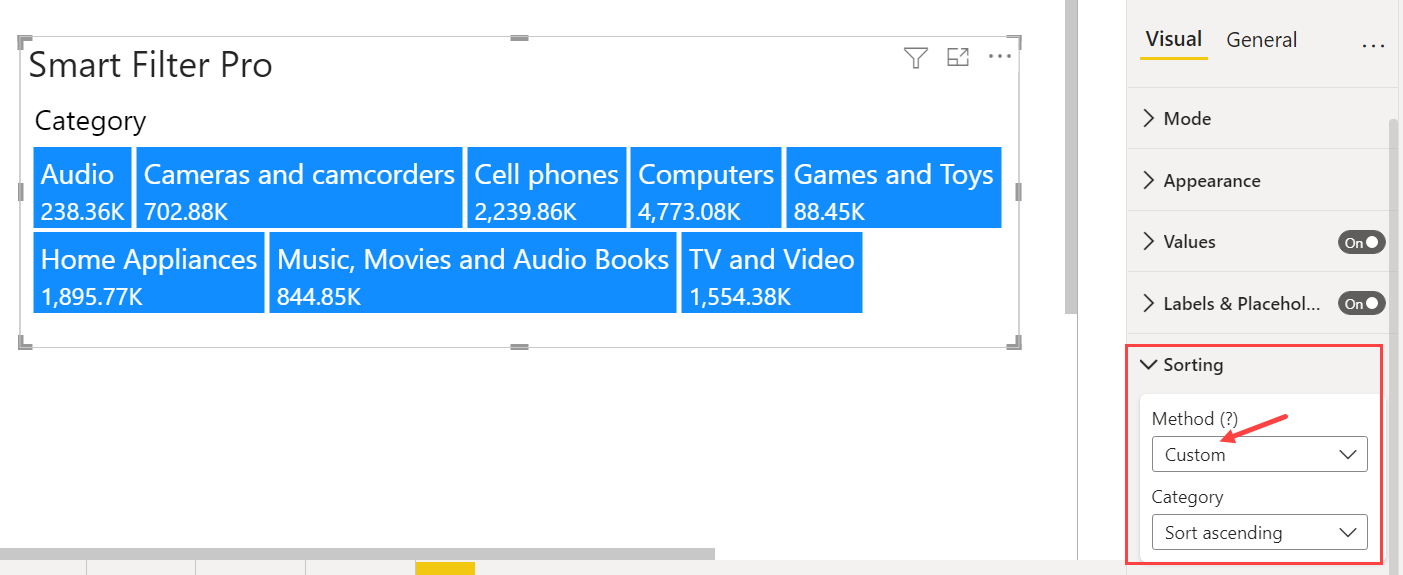 Smart Filter Pro
Category
Audio
238.36K
Cameras and camcorders
702.88K
Cell phones
2,239.86K
Computers
4,773.08K
Games and Toys
88.45K
Home Appliances
1,895.77K
Music, Movies and Audio Books
844.85K
TV and Video
1,554.38K
Visual General ...
Mode
Appearance
Values On
Labels & Placehol... On
Sorting
Method (?)
Custom
Category
Sort ascending